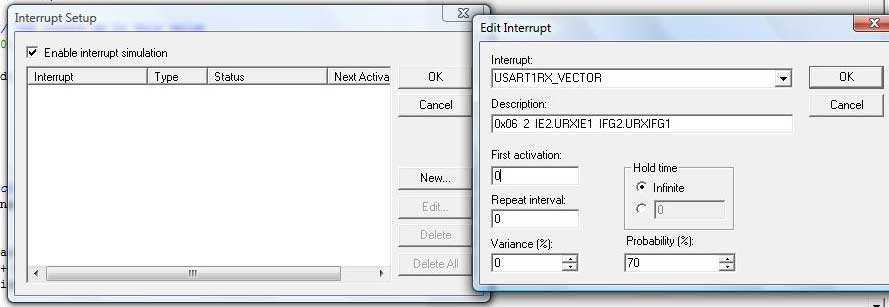 Interrupt Setup
Enable interrupt simulation
Interrupt Type Status Next Activa
OK
Cancel
New...
Edit...
Delete
Delete All
Edit Interrupt
Interrupt:
USART1RX_VECTOR
OK
Cancel
Description:
0x06 2 IE2.URXIE1 IFG2.URXIFG1
First activation:
0
Hold time
Infinite
0
Repeat interval:
0
Variance (%):
0
Probability (%):
70